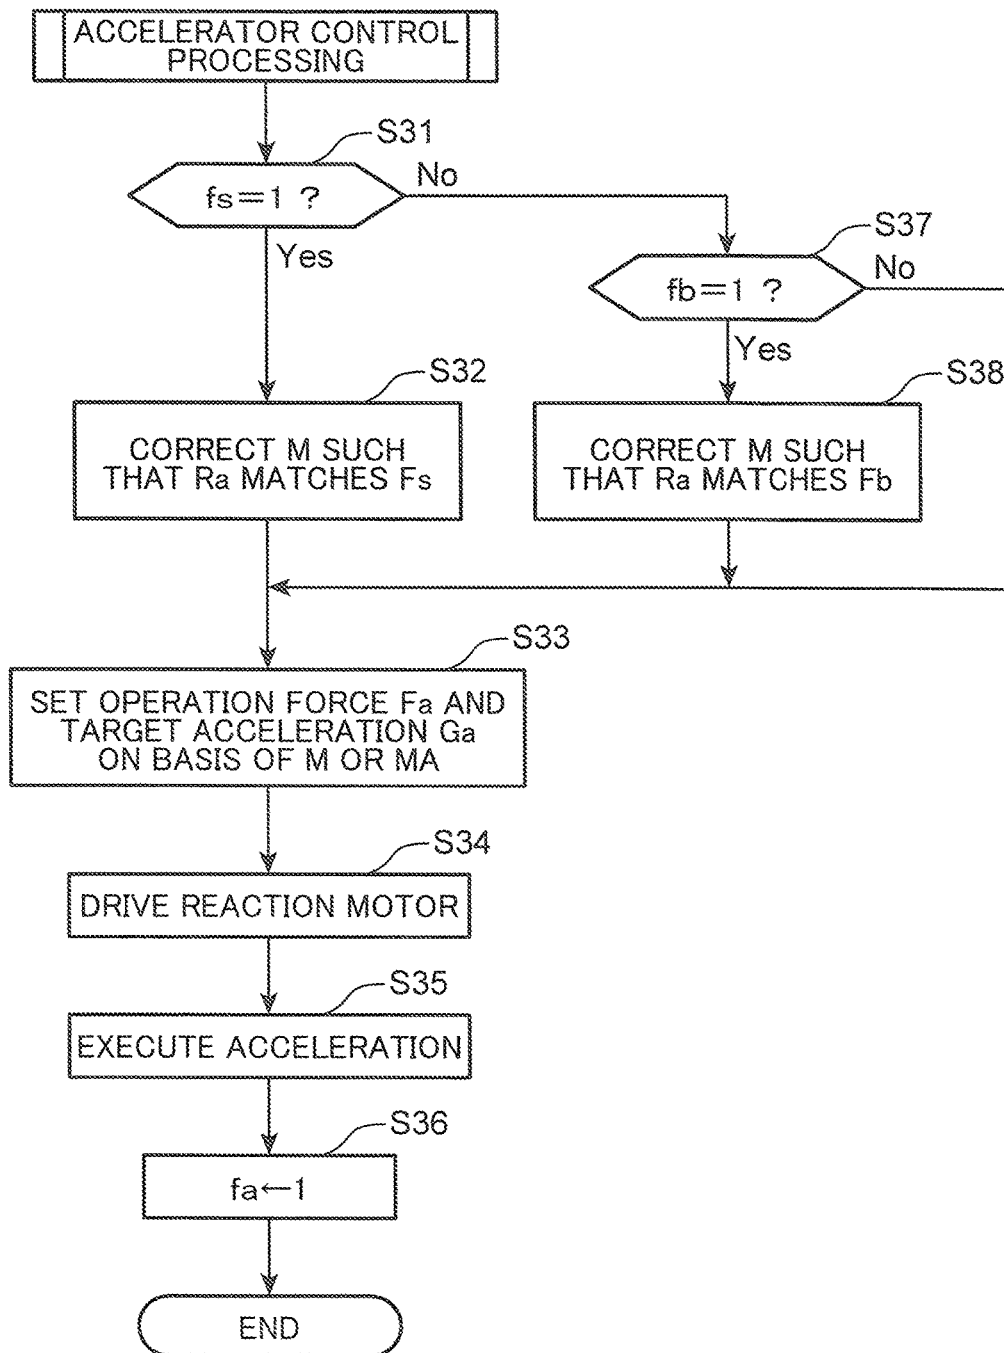 ACCELERATOR CONTROL
PROCESSING
S31
fs=1 ?
No
Yes
S37
fb=1 ?
No
Yes
S32
CORRECT M SUCH
THAT Ra MATCHES Fs
S38
CORRECT M SUCH
THAT Ra MATCHES Fb
S33
SET OPERATION FORCE Fa AND
TARGET ACCELERATION Ga
ON BASIS OF M OR MA
S34
DRIVE REACTION MOTOR
S35
EXECUTE ACCELERATION
S36
fa←1
END